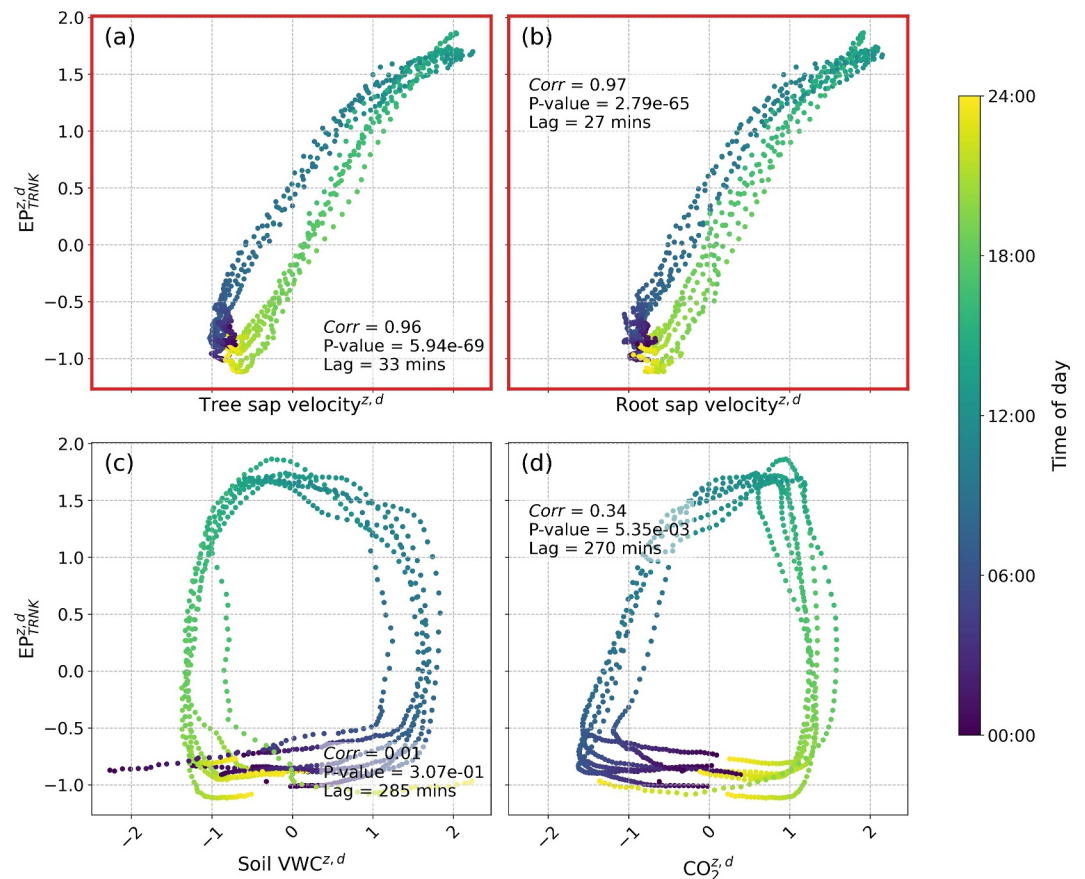 (a)
(b)
2.0
1.5
1.0
0.5
0.0
−0.5
−1.0
EP^{z,d}_{TRNK}
Corr = 0.96
P-value = 5.94e-69
Lag = 33 mins
Corr = 0.97
P-value = 2.79e-65
Lag = 27 mins
Tree sap velocity^{z,d}
Root sap velocity^{z,d}
(c)
(d)
2.0
1.5
1.0
0.5
0.0
−0.5
−1.0
EP^{z,d}_{TRNK}
Corr = 0.01
P-value = 3.07e-01
Lag = 285 mins
Corr = 0.34
P-value = 5.35e-03
Lag = 270 mins
−2 −1 0 1 2
−2 −1 0 1 2
Soil VWC^{z,d}
CO_2^{z,d}
24:00
18:00
12:00
06:00
00:00
Time of day